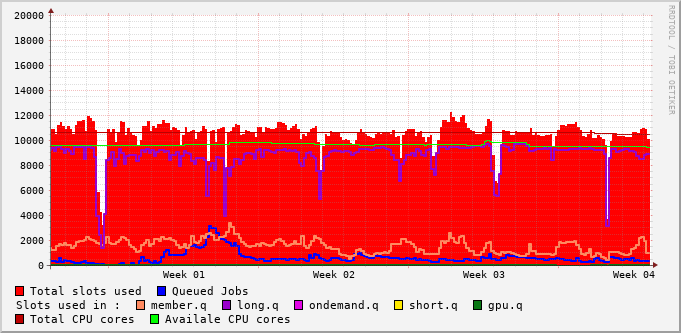 20000
18000
16000
14000
12000
10000
8000
6000
4000
2000
0
RRDTOOL / TOBI OETIKER
Week 01 Week 02 Week 03 Week 04
Total slots used Queued Jobs
Slots used in : member.q long.q ondemand.q short.q gpu.q
Total CPU cores Availale CPU cores